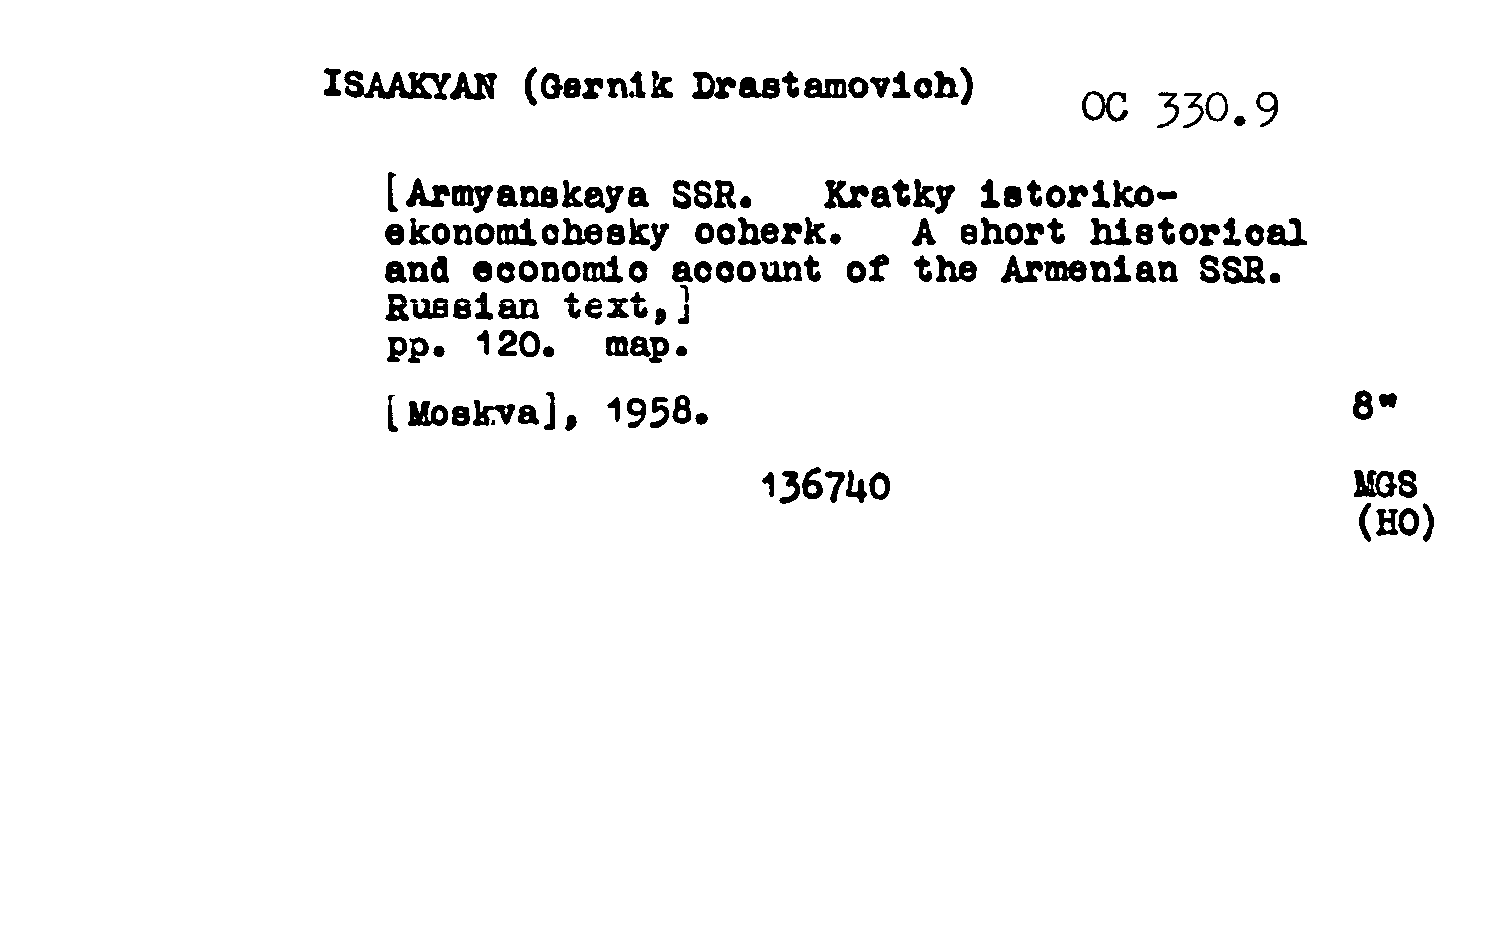 ISAAKYAN (Garnik Drastamovich)
OC 330.9
[Armyanskaya SSR. Kratky istoriko-
ekonomichesky ocherk. A short historical
and economic account of the Armenian SSR.
Russian text,]
pp. 120. map.
[Moskva], 1958. 8"
136740 MGS
(HO)